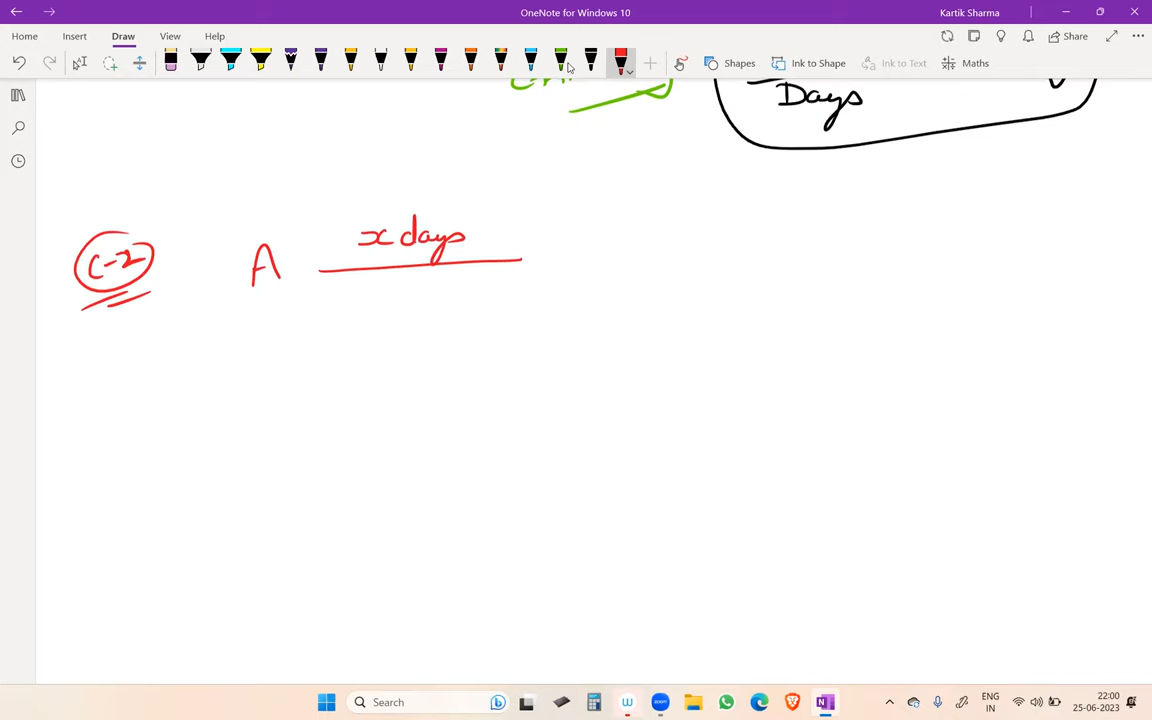 OneNote for Windows 10
Kartik Sharma
Home Insert Draw View Help
Share
Shapes Ink to Shape Ink to Text Maths
Days
C-2 A x days
Search
ENG
IN
22:00
25-06-2023